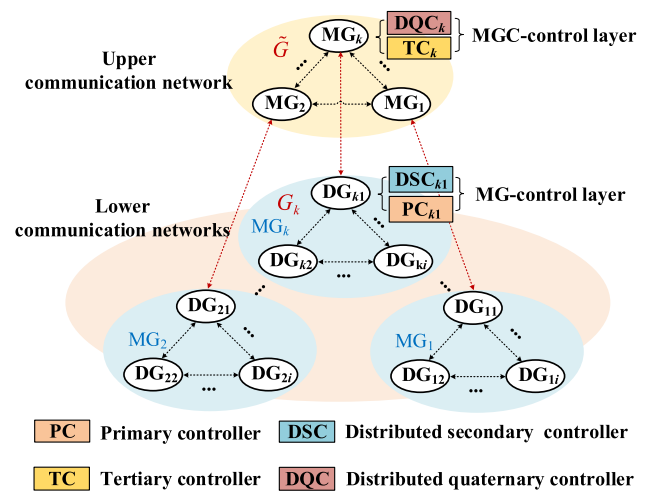 MGₖ
DQCₖ
TCₖ
MGC-control layer
G̃
Upper
communication network
...
...
MG₂
MG₁
DGₖ₁
DSCₖ₁
PCₖ₁
MG-control layer
Gₖ
MGₖ
Lower
communication networks
...
DGₖ₂
DGₖᵢ
...
...
...
DG₂₁
DG₁₁
MG₂
...
MG₁
...
DG₂₂
DG₂ᵢ
...
DG₁₂
DG₁ᵢ
...
PC Primary controller
DSC Distributed secondary controller
TC Tertiary controller
DQC Distributed quaternary controller